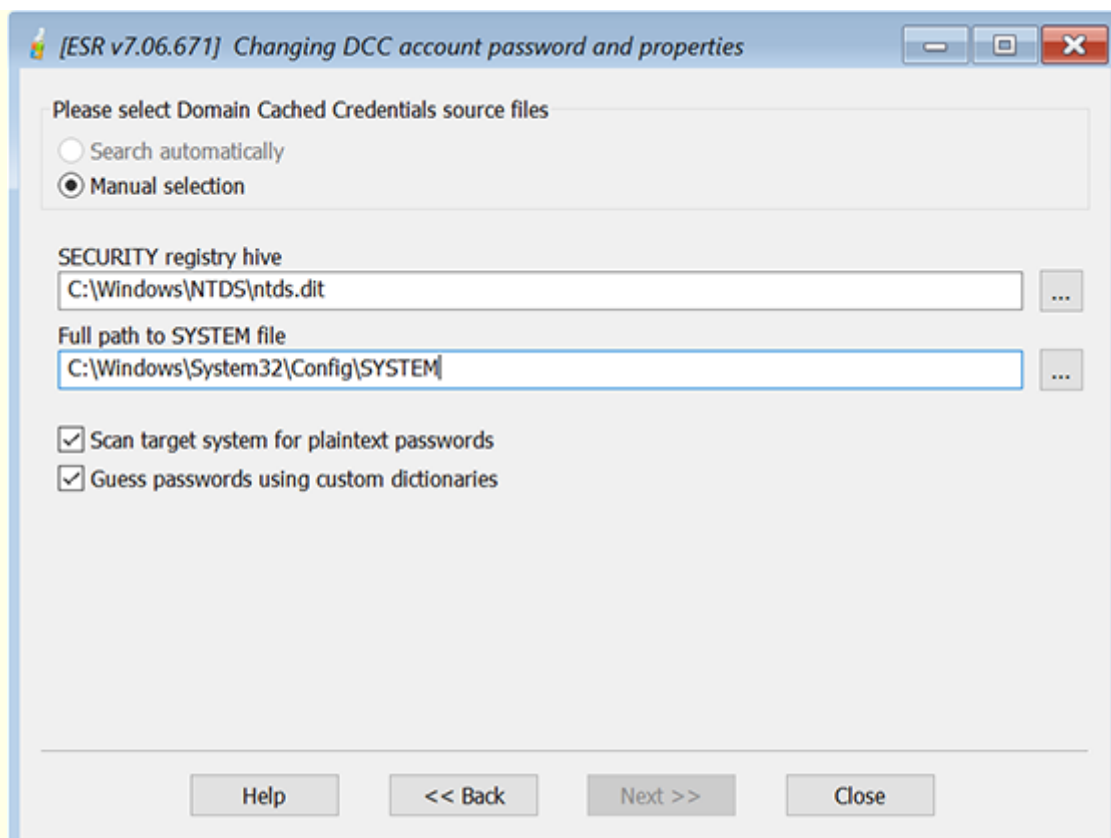 [ESR v7.06.671] Changing DCC account password and properties
Please select Domain Cached Credentials source files
Search automatically
Manual selection
SECURITY registry hive
C:\Windows\NTDS\ntds.dit
...
Full path to SYSTEM file
C:\Windows\System32\Config\SYSTEM
...
Scan target system for plaintext passwords
Guess passwords using custom dictionaries
Help
<< Back
Next >>
Close